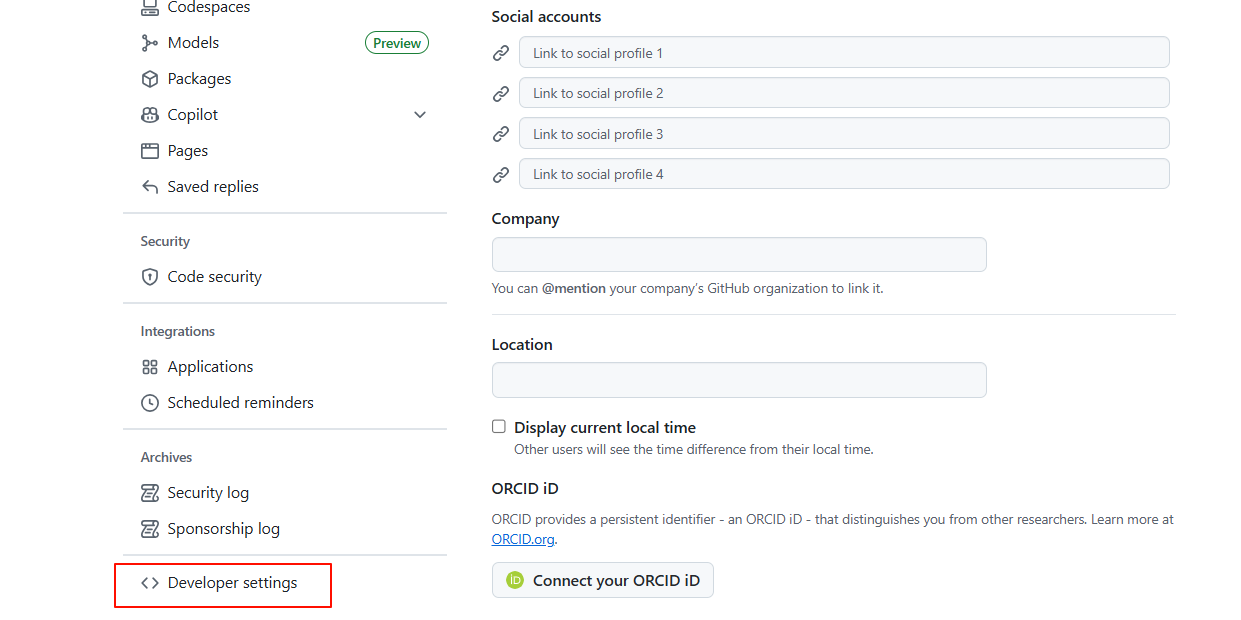 Codespaces
Models
Preview
Packages
Copilot
Pages
Saved replies
Security
Code security
Integrations
Applications
Scheduled reminders
Archives
Security log
Sponsorship log
Developer settings
Social accounts
Link to social profile 1
Link to social profile 2
Link to social profile 3
Link to social profile 4
Company
You can @mention your company's GitHub organization to link it.
Location
Display current local time
Other users will see the time difference from their local time.
ORCID iD
ORCID provides a persistent identifier - an ORCID iD - that distinguishes you from other researchers. Learn more at
ORCID.org.
iD Connect your ORCID iD